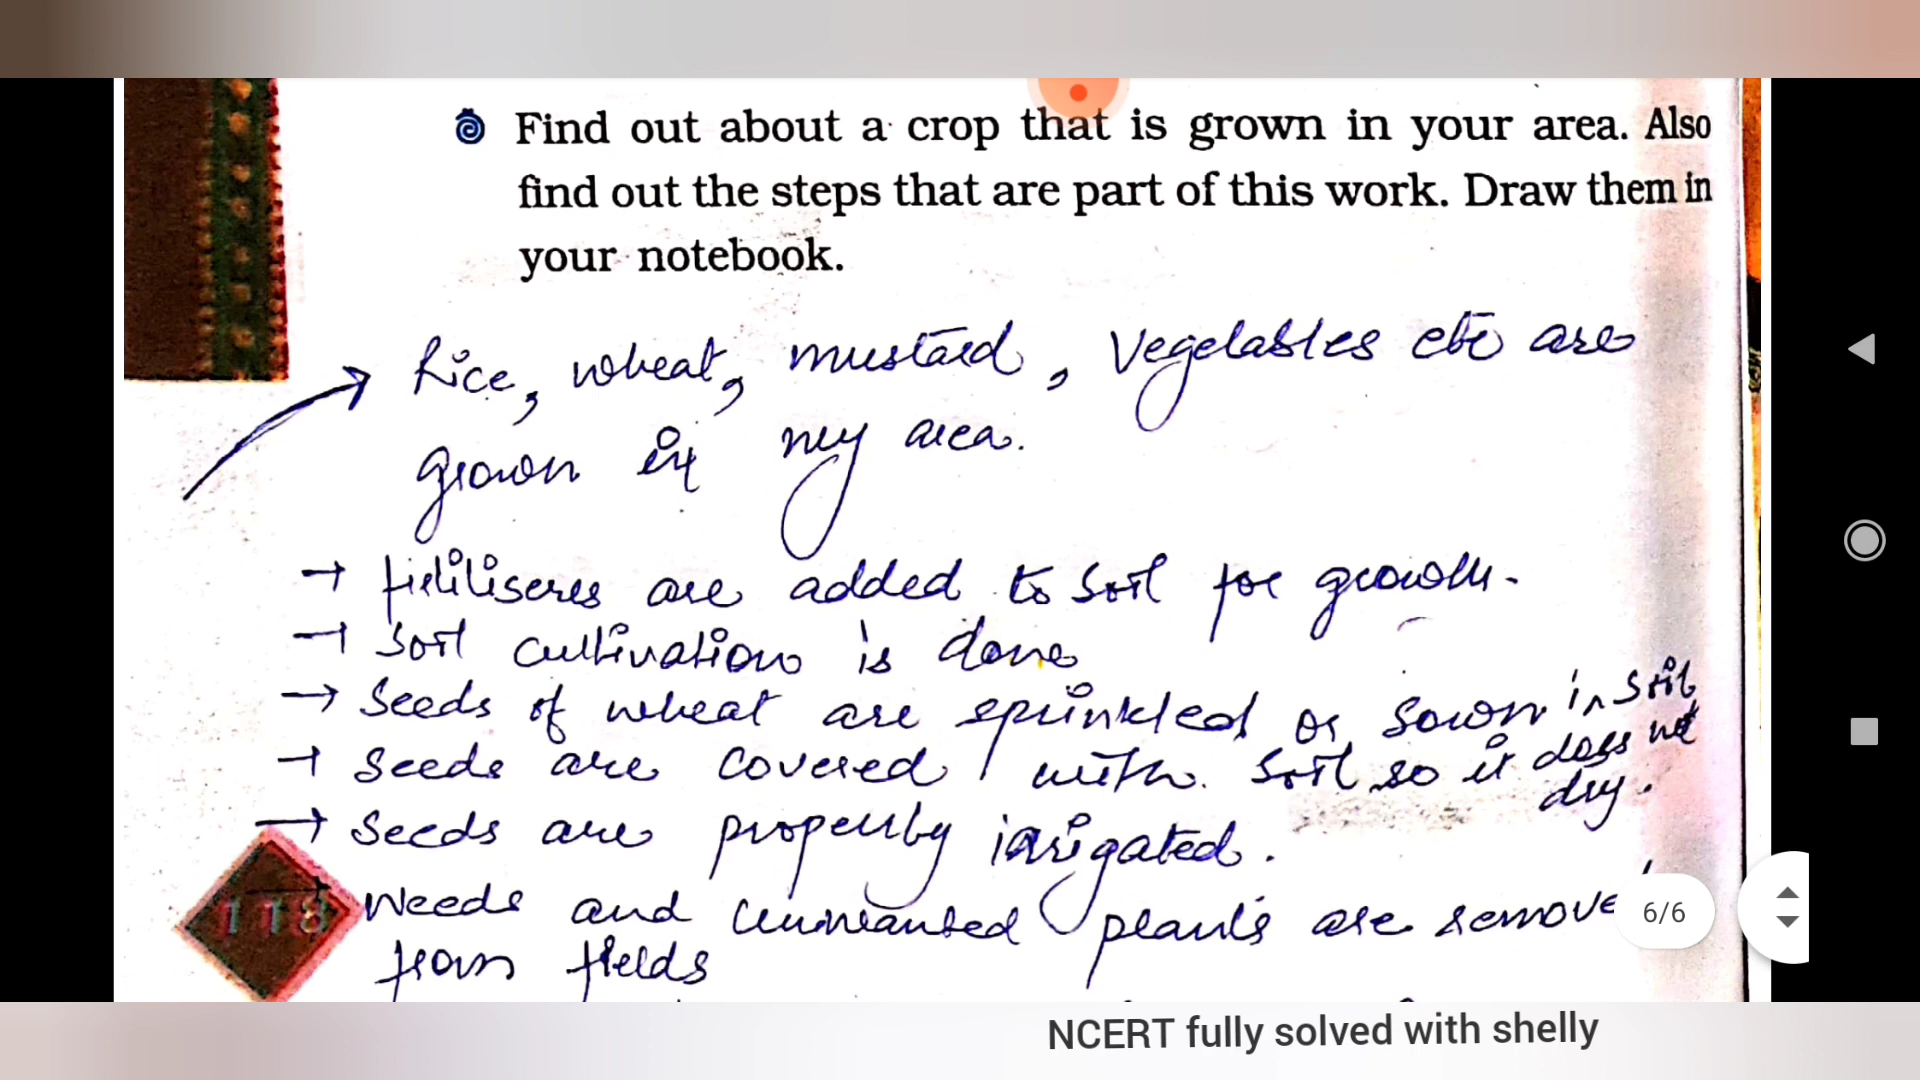 Find out about a crop that is grown in your area. Also
find out the steps that are part of this work. Draw them in
your notebook.
→ Rice, wheat, mustard, Vegetables etc are
grown in my area.
→ fertilisers are added to soil for growth.
→ Soil cultivation is done
→ Seeds of wheat are sprinkled or sown in soil
→ Seeds are covered with soil so it does not
dry.
→ Seeds are properly irrigated.
→ Weeds and unwanted plants are remove
from fields
118
6/6
NCERT fully solved with shelly